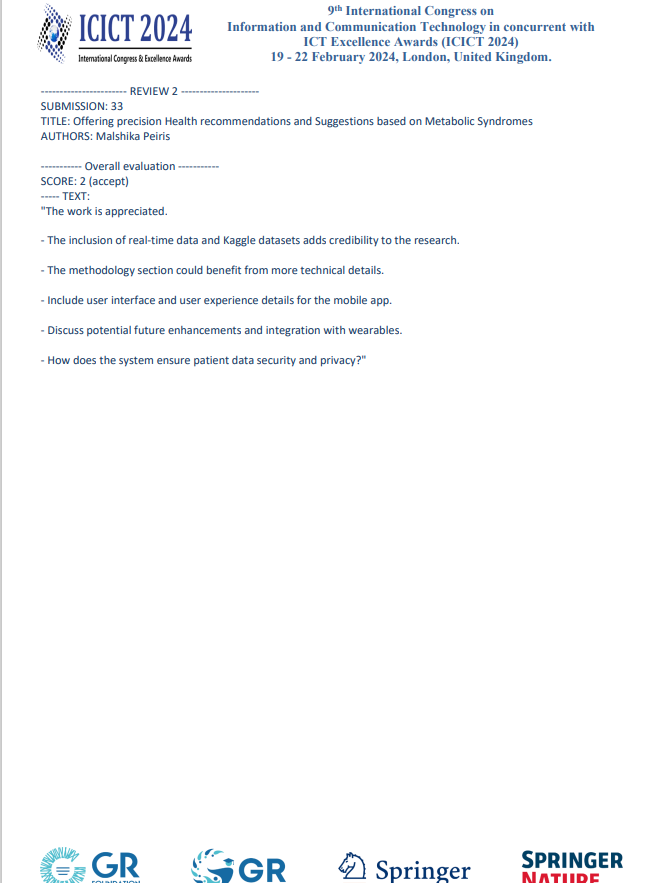 ICICT 2024
International Congress & Excellence Awards
9th International Congress on
Information and Communication Technology in concurrent with
ICT Excellence Awards (ICICT 2024)
19 - 22 February 2024, London, United Kingdom.
----------------------- REVIEW 2 ---------------------
SUBMISSION: 33
TITLE: Offering precision Health recommendations and Suggestions based on Metabolic Syndromes
AUTHORS: Malshika Peiris
----------- Overall evaluation -----------
SCORE: 2 (accept)
----- TEXT:
"The work is appreciated.
- The inclusion of real-time data and Kaggle datasets adds credibility to the research.
- The methodology section could benefit from more technical details.
- Include user interface and user experience details for the mobile app.
- Discuss potential future enhancements and integration with wearables.
- How does the system ensure patient data security and privacy?"
GR
FOUNDATION
GR
Springer
SPRINGER
NATURE